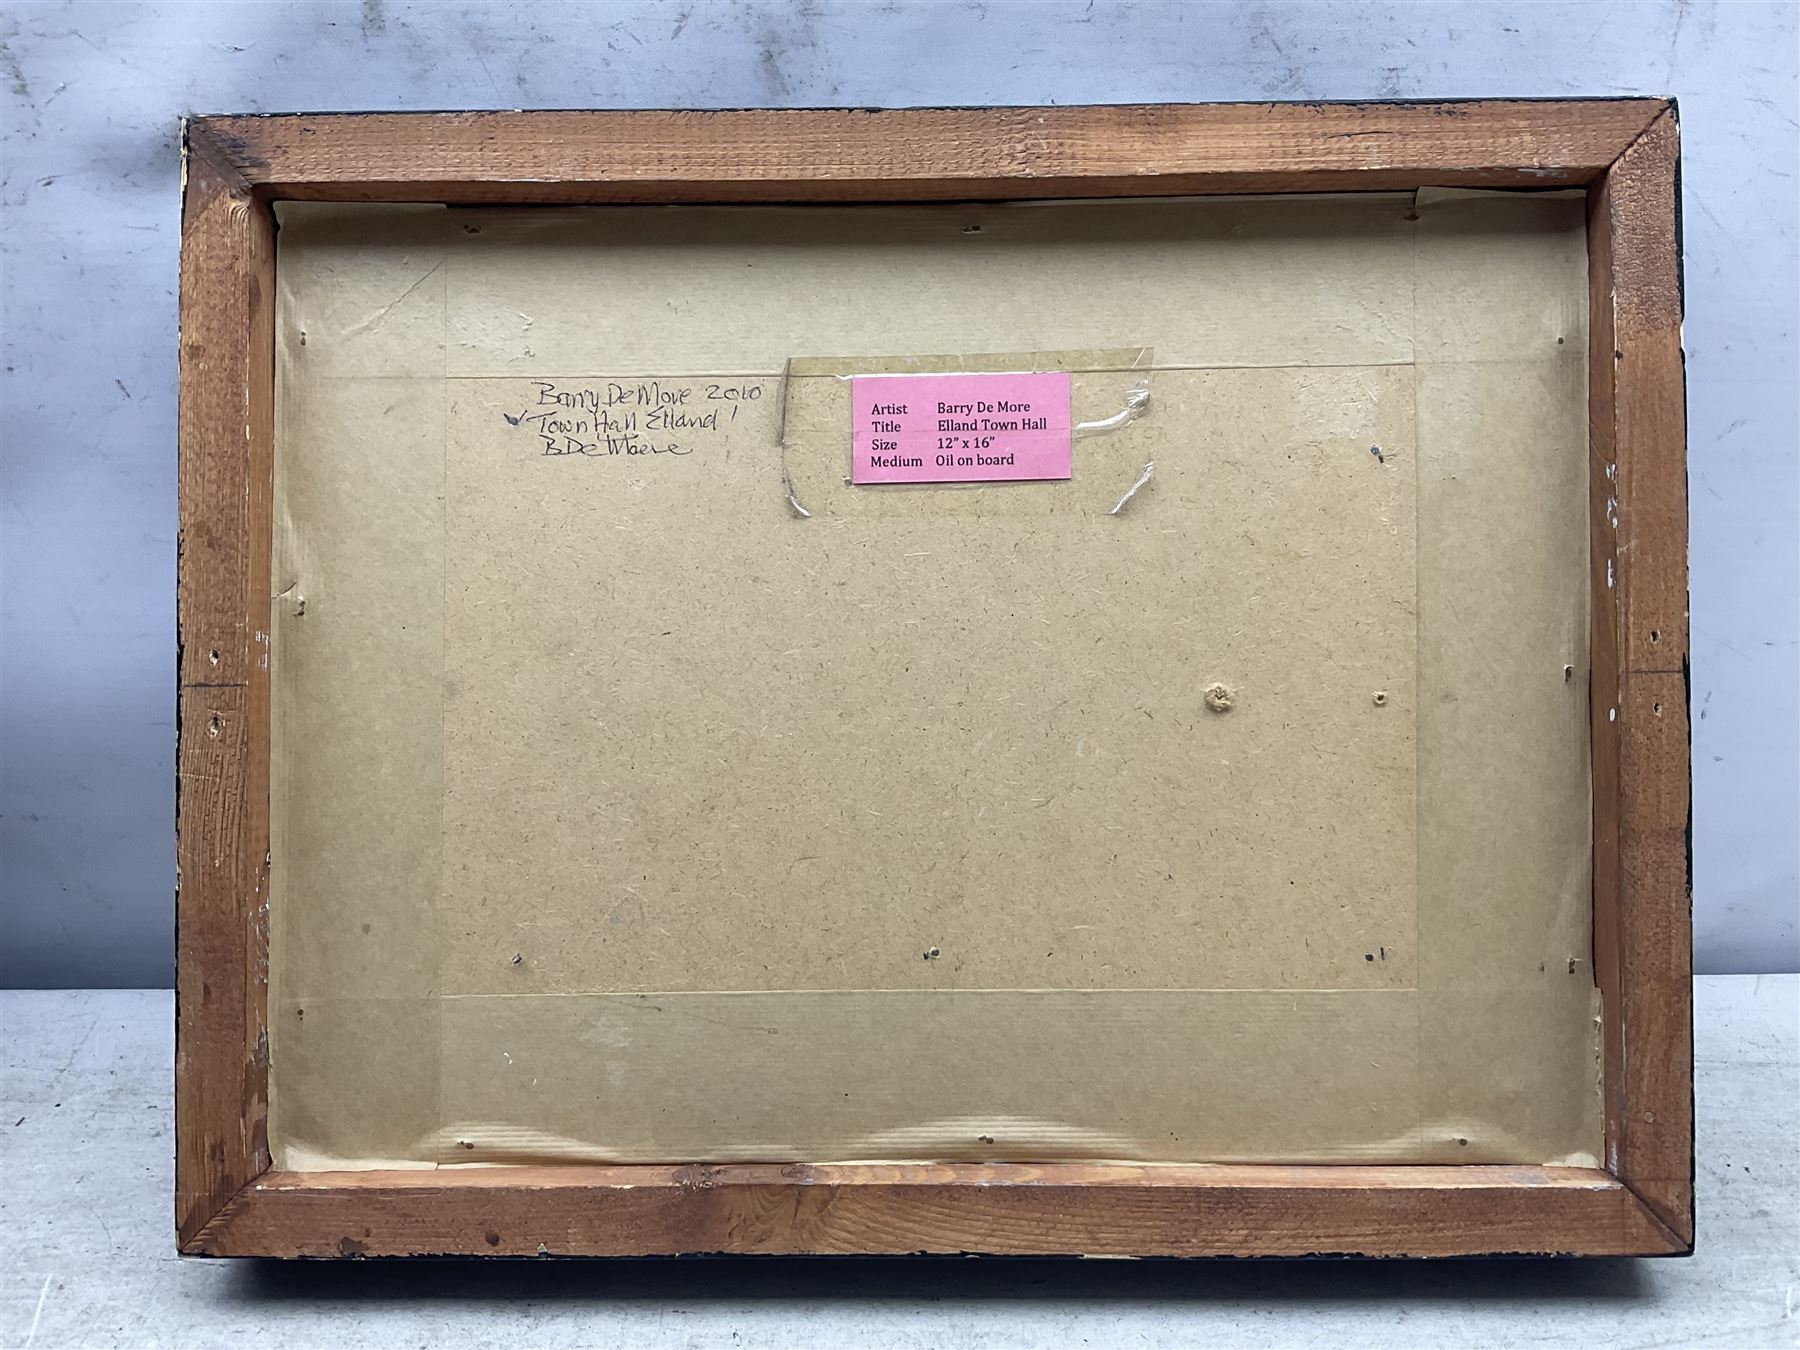 Barry De More 2010
'Town Hall Elland'
B De More
Artist Barry De More
Title Elland Town Hall
Size 12" x 16"
Medium Oil on board